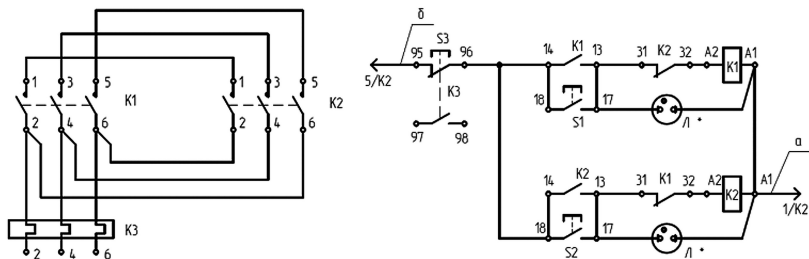 1 3 5 1 3 5
K1 K2
2 4 6 2 4 6
K3
2 4 6
δ
5/K2
95 S3 96
K3
97 98
14 K1 13 31 K2 32 A2 K1 A1
18 S1 17 Л *
a
14 K2 13 31 K1 32 A2 K2 A1
1/K2
18 S2 17 Л *